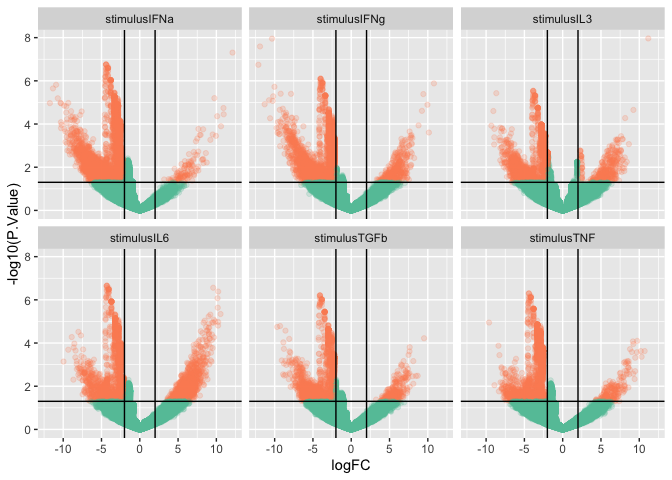 stimulusIFNa stimulusIFNg stimulusIL3
8
6
4
2
0
-log10(P.Value)
stimulusIL6 stimulusTGFb stimulusTNF
8
6
4
2
0
-10 -5 0 5 10 -10 -5 0 5 10 -10 -5 0 5 10
logFC